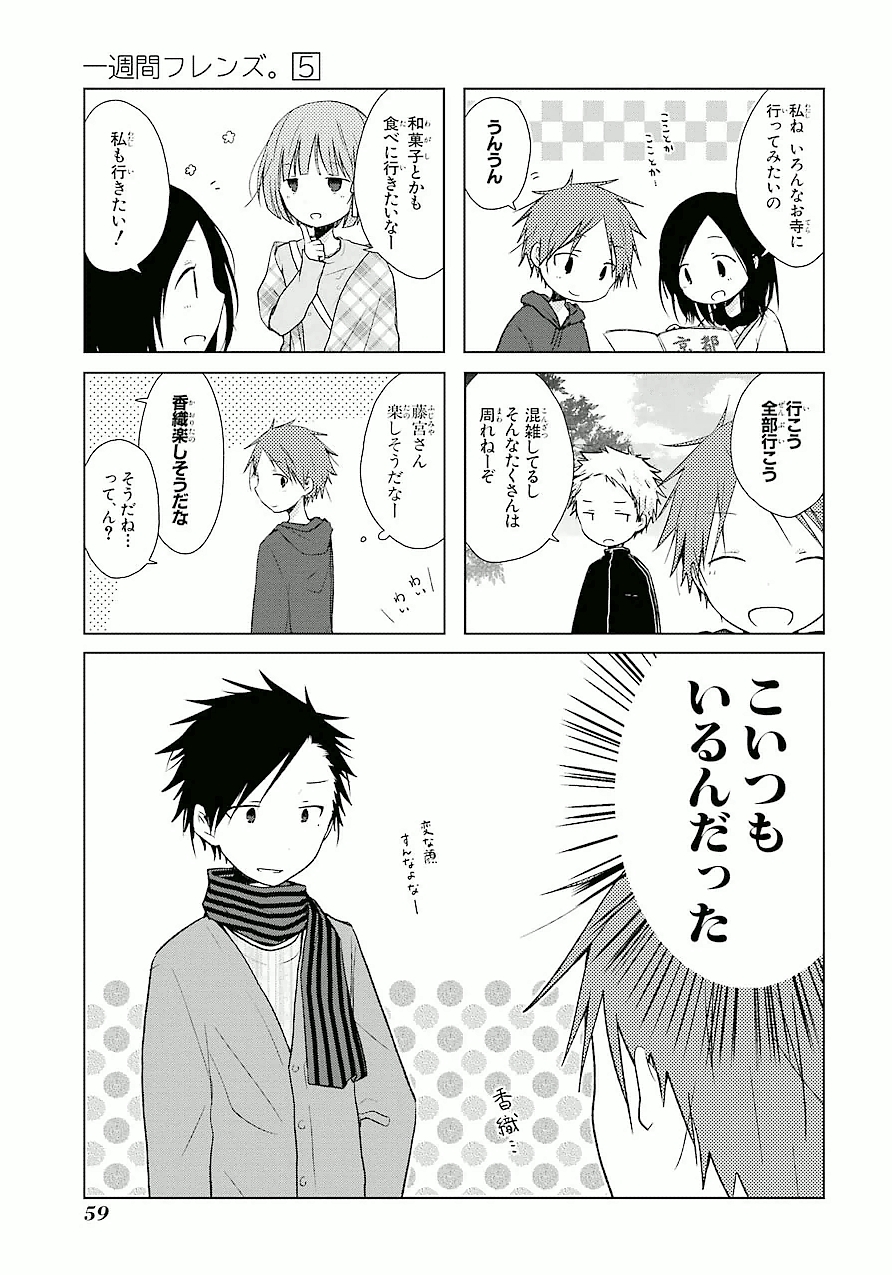 一週間フレンズ。5
私ね いろんなお寺に
行ってみたいの
こことか
ここことか…
うんうん
京都
行こう
全部行こう
混雑してるし
そんなたくさんは
周れねーぞ
和菓子とかも
食べに行きたいなー
私も行きたい！
藤宮さん
楽しそうだなー
わい
わい
香織楽しそうだな
そうだね…
って、ん？
こいつも
いるんだった
変な顔
すんなよなー
香織…
59